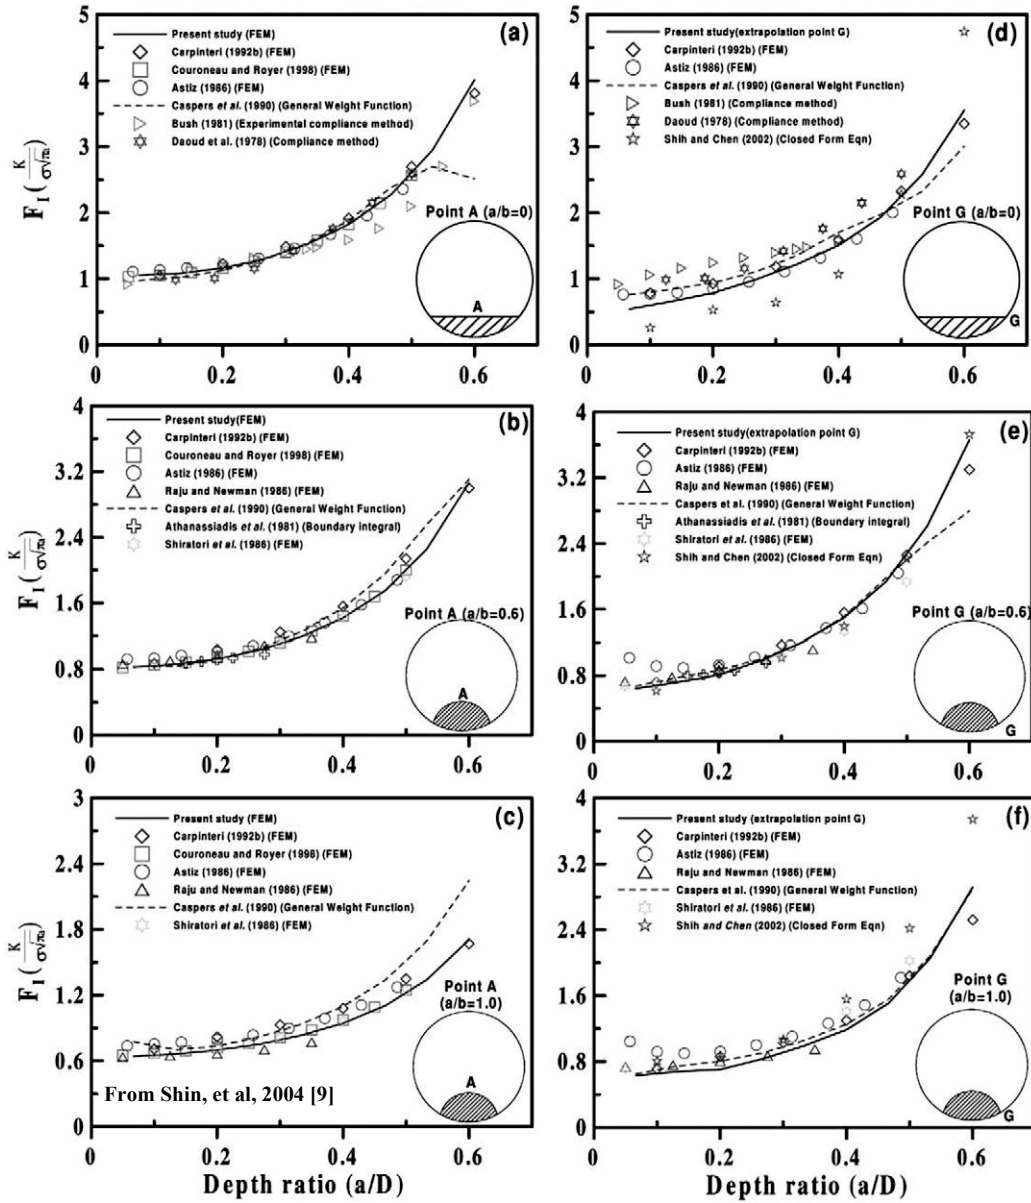 5
4
3
2
1
0
F_I (K/σ√πa)
(a)
Present study (FEM)
Carpinteri (1992b) (FEM)
Couroneau and Royer (1998) (FEM)
Astiz (1986) (FEM)
Caspers et al. (1990) (General Weight Function)
Bush (1981) (Experimental compliance method)
Daoud et al. (1978) (Compliance method)
Point A (a/b=0)
A
0 0.2 0.4 0.6
5
4
3
2
1
0
(d)
Present study(extrapolation point G)
Carpinteri (1992b) (FEM)
Astiz (1986) (FEM)
Caspers et al. (1990) (General Weight Function)
Bush (1981) (Compliance method)
Daoud (1978) (Compliance method)
Shih and Chen (2002) (Closed Form Eqn)
Point G (a/b=0)
G
0 0.2 0.4 0.6
4
3.2
2.4
1.6
0.8
0
F_I (K/σ√πa)
(b)
Present study(FEM)
Carpinteri (1992b) (FEM)
Couroneau and Royer (1998) (FEM)
Astiz (1986) (FEM)
Raju and Newman (1986) (FEM)
Caspers et al. (1990) (General Weight Function)
Athanassiadis et al. (1981) (Boundary integral)
Shiratori et al. (1986) (FEM)
Point A (a/b=0.6)
A
0 0.2 0.4 0.6
4
3.2
2.4
1.6
0.8
0
(e)
Present study(extrapolation point G)
Carpinteri (1992b) (FEM)
Astiz (1986) (FEM)
Raju and Newman (1986) (FEM)
Caspers et al. (1990) (General Weight Function)
Athanassiadis et al. (1981) (Boundary integral)
Shiratori et al. (1986) (FEM)
Shih and Chen (2002) (Closed Form Eqn)
Point G (a/b=0.6)
G
0 0.2 0.4 0.6
3
2.4
1.8
1.2
0.6
0
F_I (K/σ√πa)
(c)
Present study (FEM)
Carpinteri (1992b) (FEM)
Couroneau and Royer (1998) (FEM)
Astiz (1986) (FEM)
Raju and Newman (1986) (FEM)
Caspers et al. (1990) (General Weight Function)
Shiratori et al. (1986) (FEM)
Point A
(a/b=1.0)
A
From Shin, et al, 2004 [9]
0 0.2 0.4 0.6
Depth ratio (a/D)
4
3.2
2.4
1.6
0.8
0
(f)
Present study (extrapolation point G)
Carpinteri (1992b) (FEM)
Astiz (1986) (FEM)
Raju and Newman (1986) (FEM)
Caspers et al. (1990) (General Weight Function)
Shiratori et al. (1986) (FEM)
Shih and Chen (2002) (Closed Form Eqn)
Point G
(a/b=1.0)
G
0 0.2 0.4 0.6
Depth ratio (a/D)